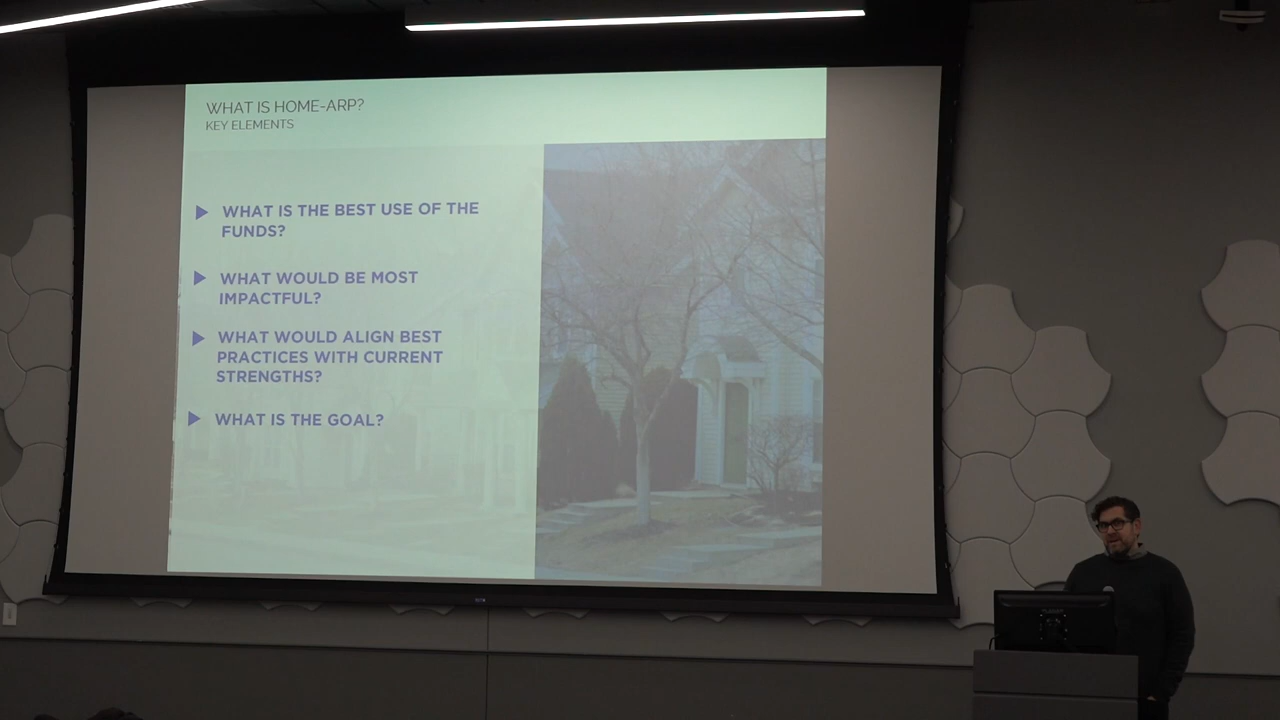 WHAT IS HOME-ARP?
KEY ELEMENTS
WHAT IS THE BEST USE OF THE
FUNDS?
WHAT WOULD BE MOST
IMPACTFUL?
WHAT WOULD ALIGN BEST
PRACTICES WITH CURRENT
STRENGTHS?
WHAT IS THE GOAL?